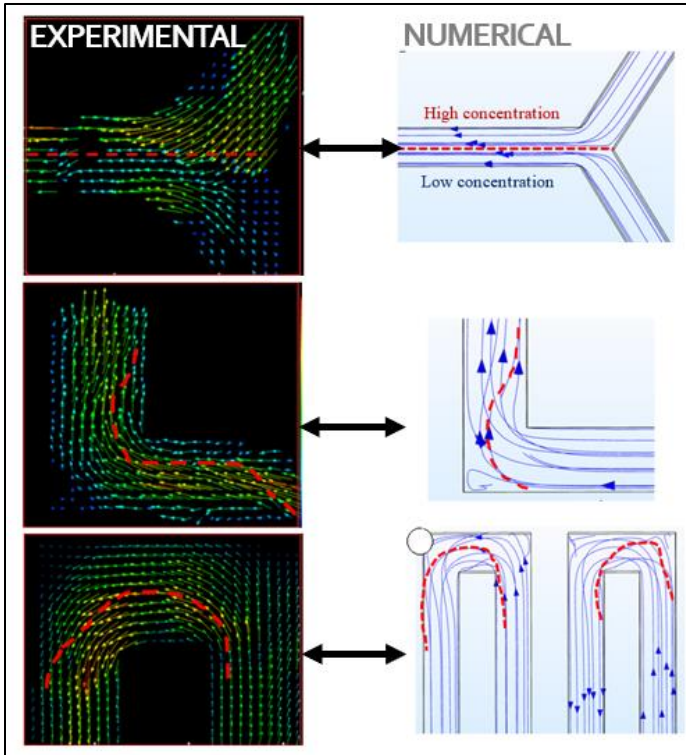 EXPERIMENTAL
NUMERICAL
High concentration
Low concentration